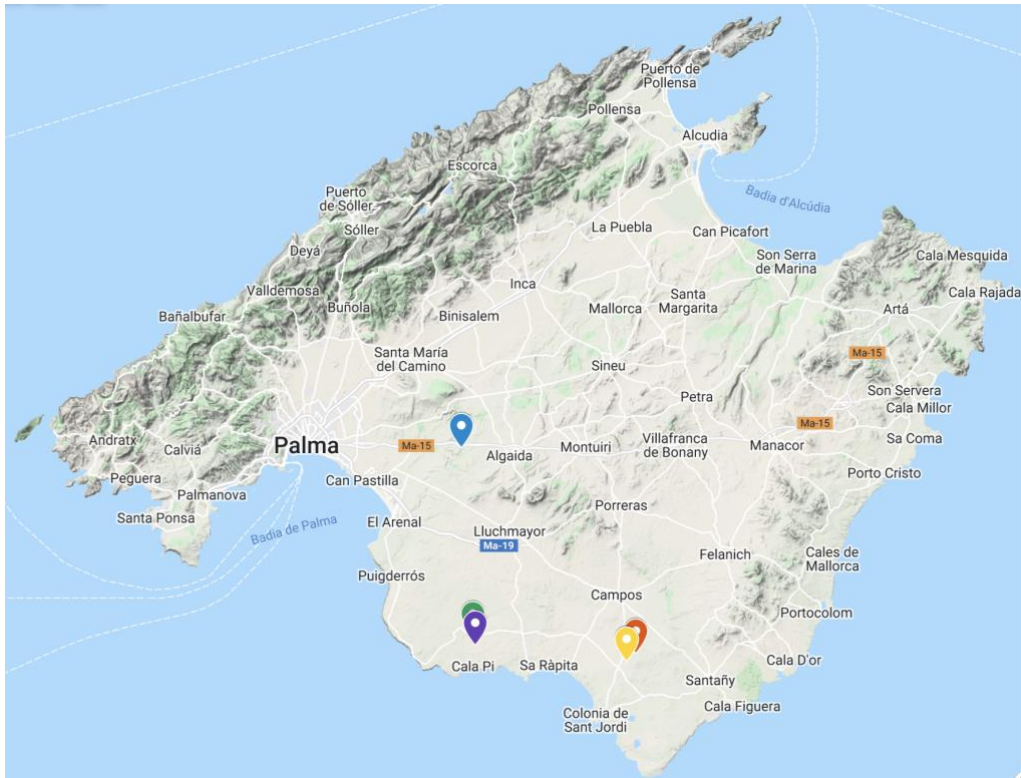 Puerto de
Pollensa
Pollensa
Alcudia
Escorca
Badia d'Alcúdia
Puerto
de Sóller
Sóller
La Puebla
Can Picafort
Deyá
Son Serra
de Marina
Cala Mesquida
Valldemosa
Inca
Cala Rajada
Buñola
Mallorca
Santa
Margarita
Artá
Bañalbufar
Binisalem
Santa María
del Camino
Ma-15
Sineu
Son Servera
Petra
Cala Millor
Andratx
Calviá
Palma
Ma-15
Algaida
Montuiri
Villafranca
de Bonany
Manacor
Ma-15
Sa Coma
Peguera
Can Pastilla
Porto Cristo
Palmanova
Santa Ponsa
Badia de Palma
El Arenal
Lluchmayor
Porreras
Ma-19
Felanich
Cales de
Mallorca
Puigderrós
Campos
Portocolom
Cala Pi
Sa Ràpita
Cala D'or
Santañy
Colonia de
Sant Jordi
Cala Figuera